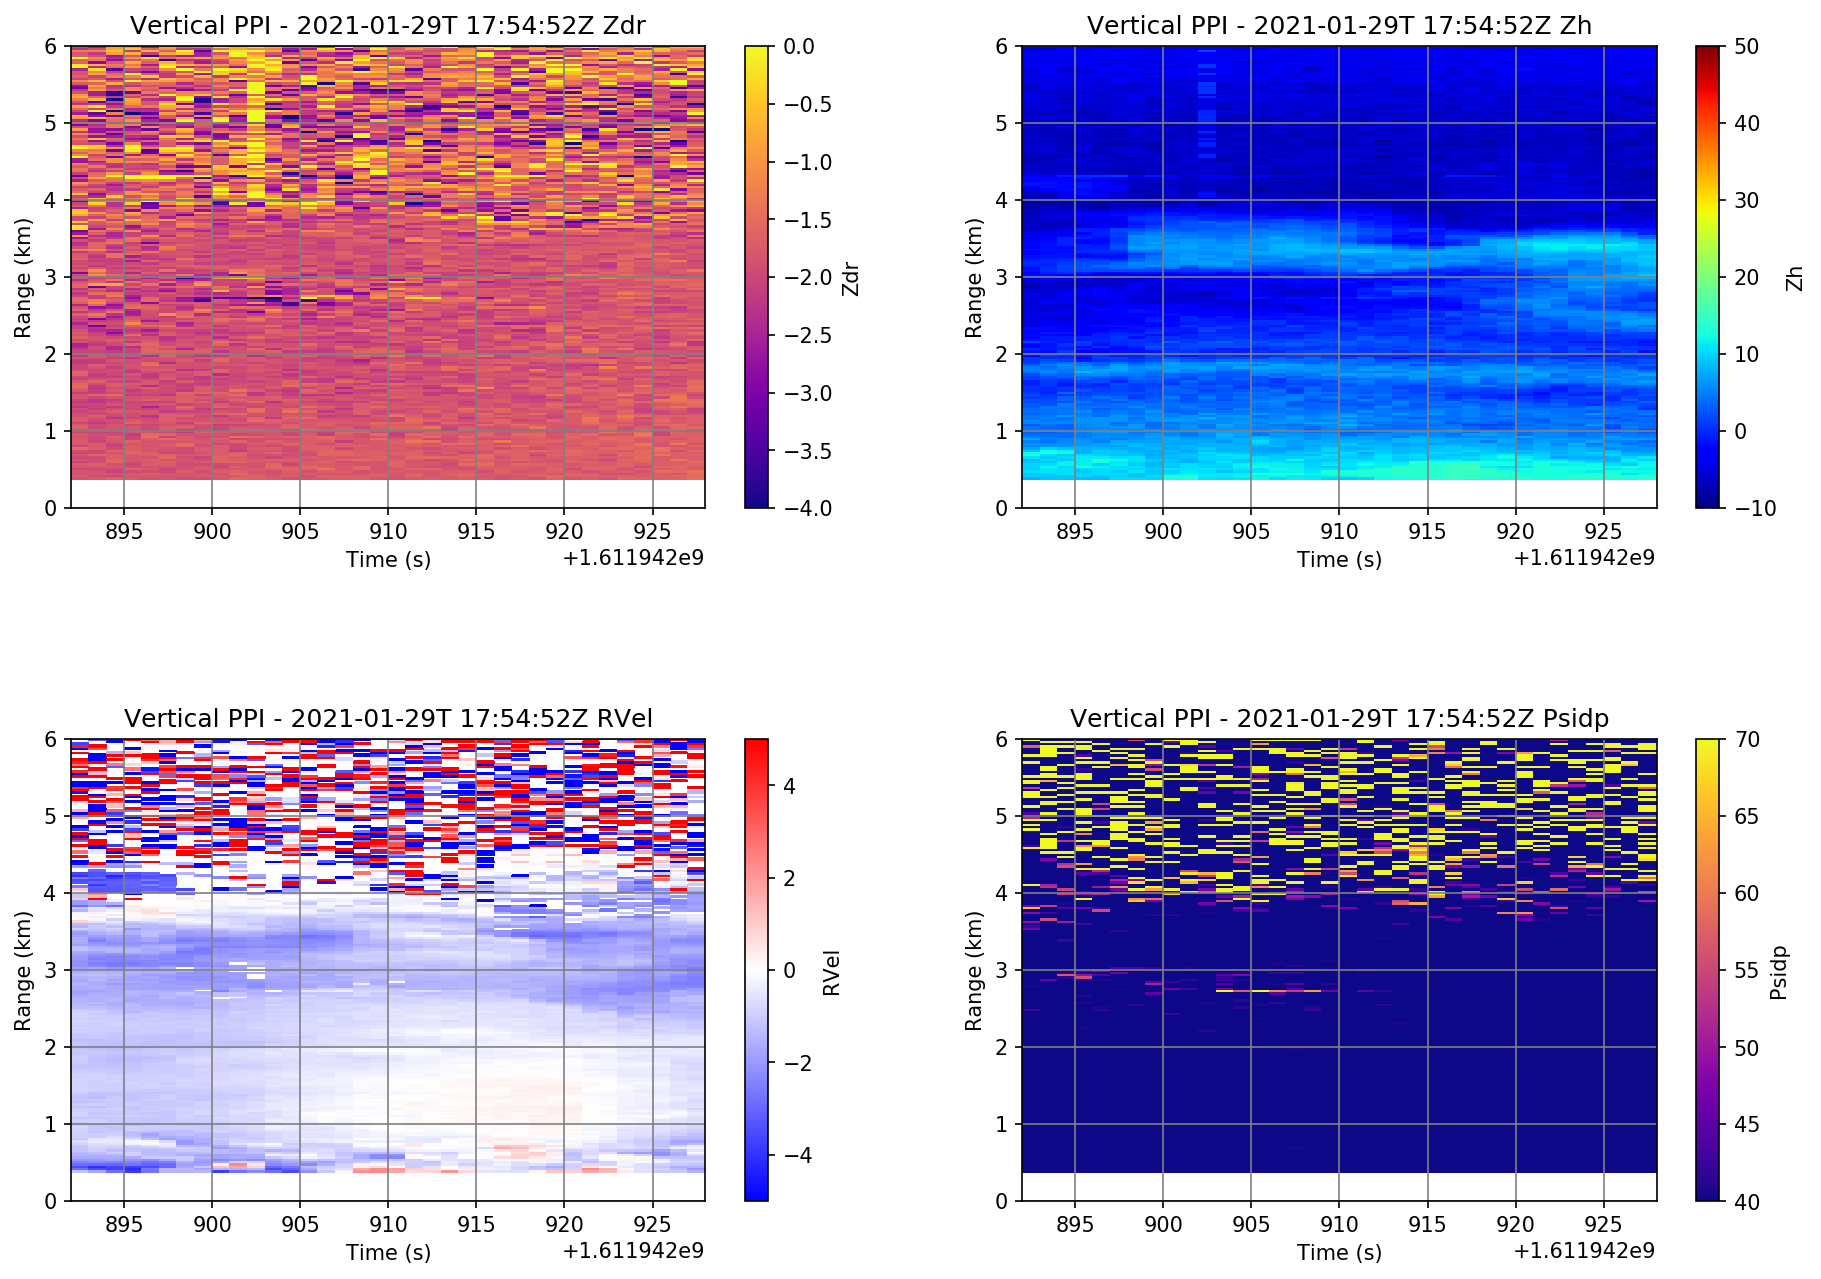 Vertical PPI - 2021-01-29T 17:54:52Z Zdr
6
5
4
3
2
1
0
Range (km)
895 900 905 910 915 920 925
Time (s)
+1.611942e9
0.0
−0.5
−1.0
−1.5
−2.0
−2.5
−3.0
−3.5
−4.0
Zdr
Vertical PPI - 2021-01-29T 17:54:52Z Zh
6
5
4
3
2
1
0
Range (km)
895 900 905 910 915 920 925
Time (s)
+1.611942e9
50
40
30
20
10
0
−10
Zh
Vertical PPI - 2021-01-29T 17:54:52Z RVel
6
5
4
3
2
1
0
Range (km)
895 900 905 910 915 920 925
Time (s)
+1.611942e9
4
2
0
−2
−4
RVel
Vertical PPI - 2021-01-29T 17:54:52Z Psidp
6
5
4
3
2
1
0
Range (km)
895 900 905 910 915 920 925
Time (s)
+1.611942e9
70
65
60
55
50
45
40
Psidp